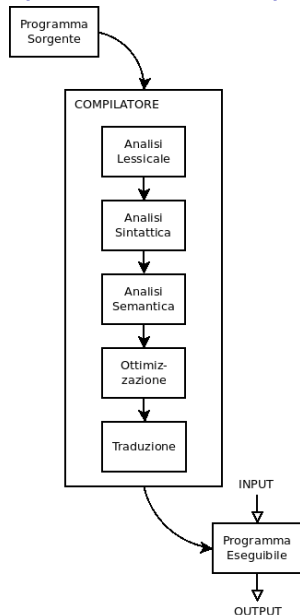 Programma
Sorgente
COMPILATORE
Analisi
Lessicale
Analisi
Sintattica
Analisi
Semantica
Ottimiz-
zazione
Traduzione
INPUT
Programma
Eseguibile
OUTPUT